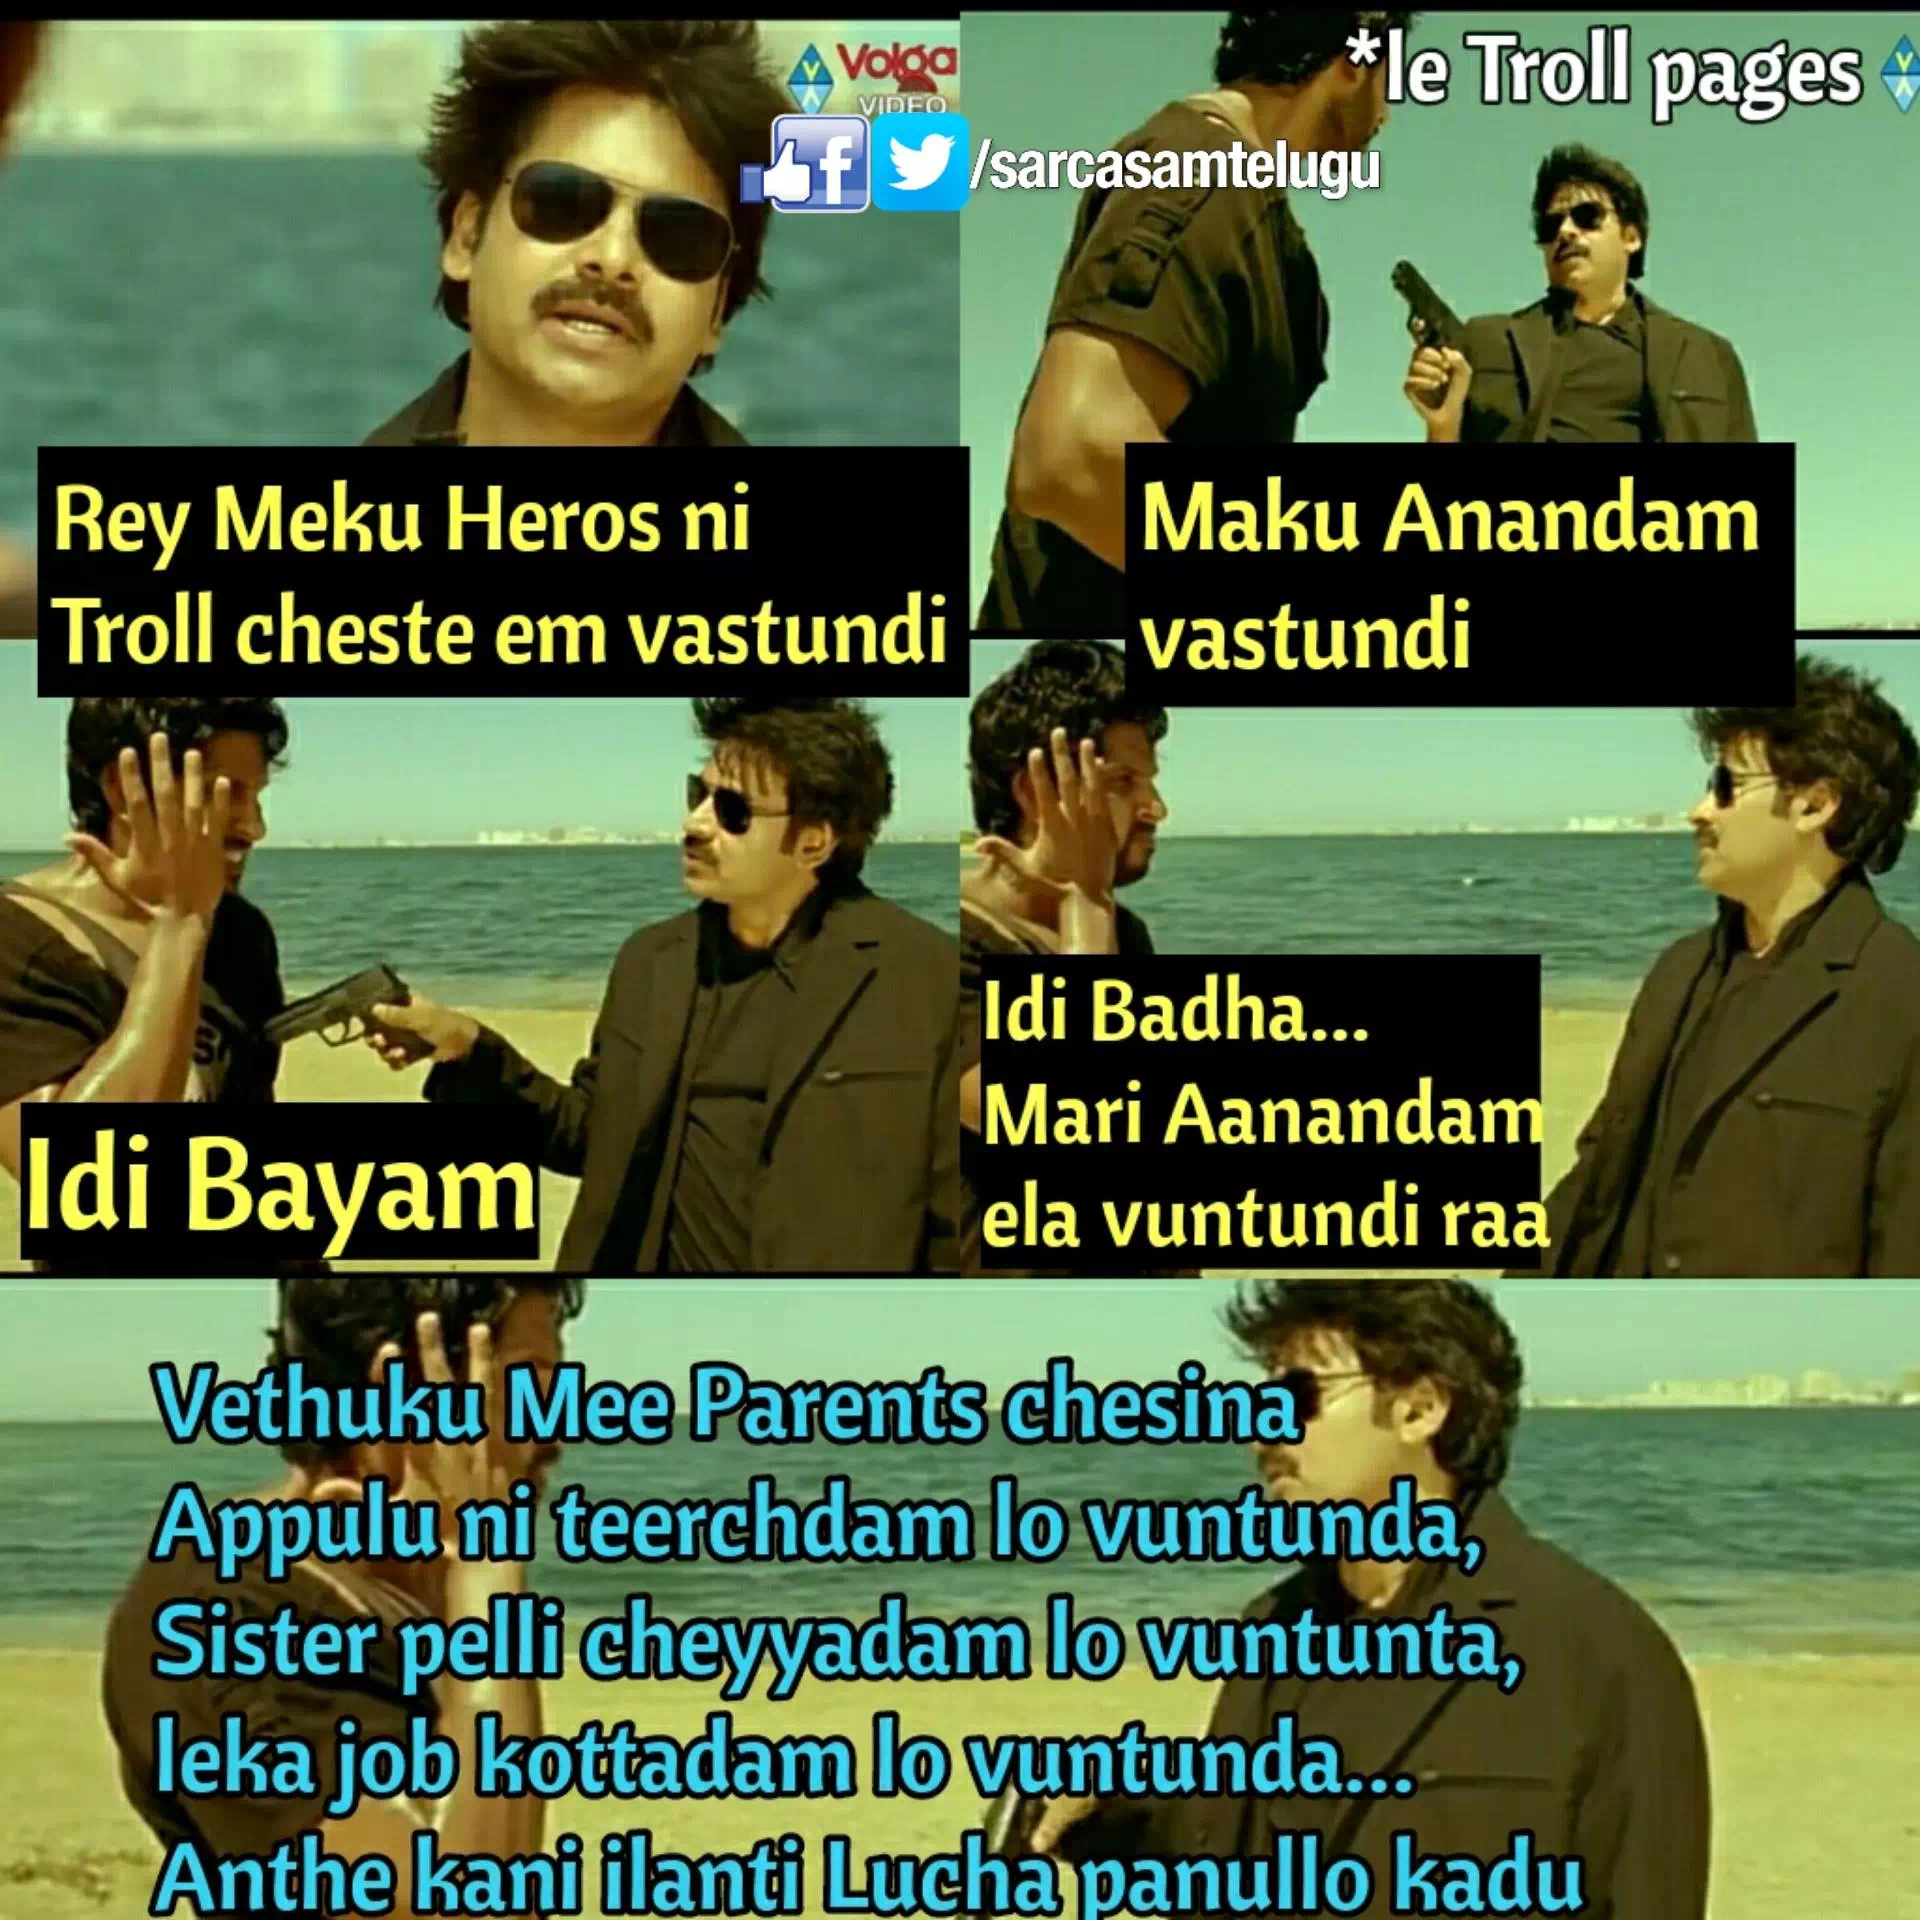 Volga
VIDEO
*le Troll pages
f /sarcasamtelugu
Rey Meku Heros ni
Troll cheste em vastundi
Maku Anandam
vastundi
Idi Bayam
Idi Badha...
Mari Aanandam
ela vuntundi raa
Vethuku Mee Parents chesina
Appulu ni teerchdam lo vuntunda,
Sister pelli cheyyadam lo vuntunta,
leka job kottadam lo vuntunda...
Anthe kani ilanti Lucha panullo kadu